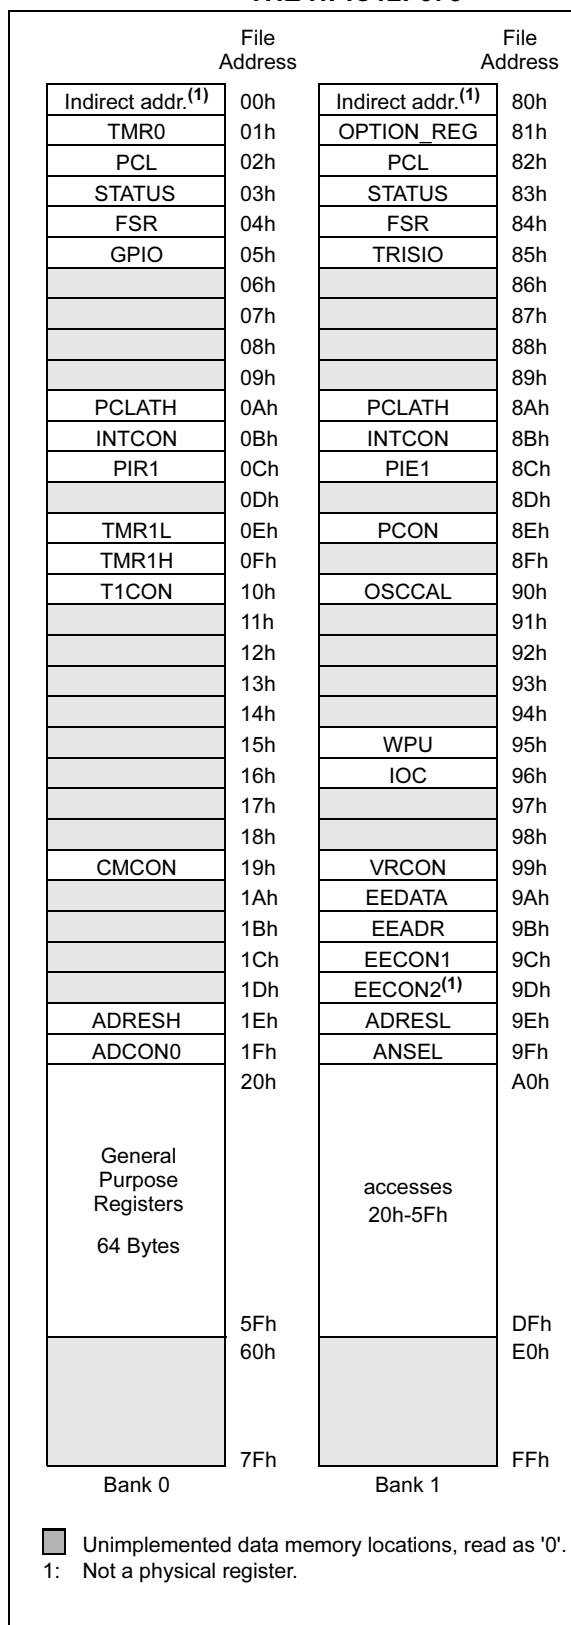 File Address File Address
Indirect addr.(1) 00h Indirect addr.(1) 80h
TMR0 01h OPTION_REG 81h
PCL 02h PCL 82h
STATUS 03h STATUS 83h
FSR 04h FSR 84h
GPIO 05h TRISIO 85h
06h 86h
07h 87h
08h 88h
09h 89h
PCLATH 0Ah PCLATH 8Ah
INTCON 0Bh INTCON 8Bh
PIR1 0Ch PIE1 8Ch
0Dh 8Dh
TMR1L 0Eh PCON 8Eh
TMR1H 0Fh 8Fh
T1CON 10h OSCCAL 90h
11h 91h
12h 92h
13h 93h
14h 94h
15h WPU 95h
16h IOC 96h
17h 97h
18h 98h
CMCON 19h VRCON 99h
1Ah EEDATA 9Ah
1Bh EEADR 9Bh
1Ch EECON1 9Ch
1Dh EECON2(1) 9Dh
ADRESH 1Eh ADRESL 9Eh
ADCON0 1Fh ANSEL 9Fh
20h A0h
General
Purpose
Registers
64 Bytes
accesses
20h-5Fh
5Fh DFh
60h E0h
7Fh FFh
Bank 0 Bank 1
Unimplemented data memory locations, read as '0'.
1: Not a physical register.